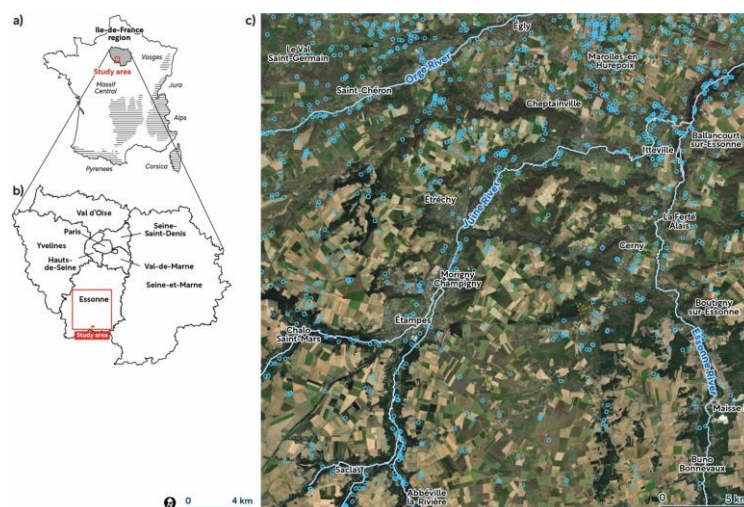 a)
Ile-de-France
region
Study area
Vosges
Jura
Massif
Central
Alps
Pyrenees
Corsica
b)
Val d'Oise
Paris
Seine-
Saint-Denis
Yvelines
Hauts-
de-Seine
Val-de-Marne
Seine-et-Marne
Essonne
Study area
0 4 km
c)
Égly
Le Val
Saint-Germain
Orge River
Marolles-en
Hurepoix
Saint-Chéron
Cheptainville
Ballancourt
sur-Essonne
Itteville
Étréchy
Juine River
La Ferté
Alais
Cerny
Morigny
Champigny
Boutigny
sur-Essonne
Étampes
Chalo
Saint-Mars
Essonne River
Maisse
Buno
Bonnevaux
Saclas
Abbéville
la-Rivière
0 5 km